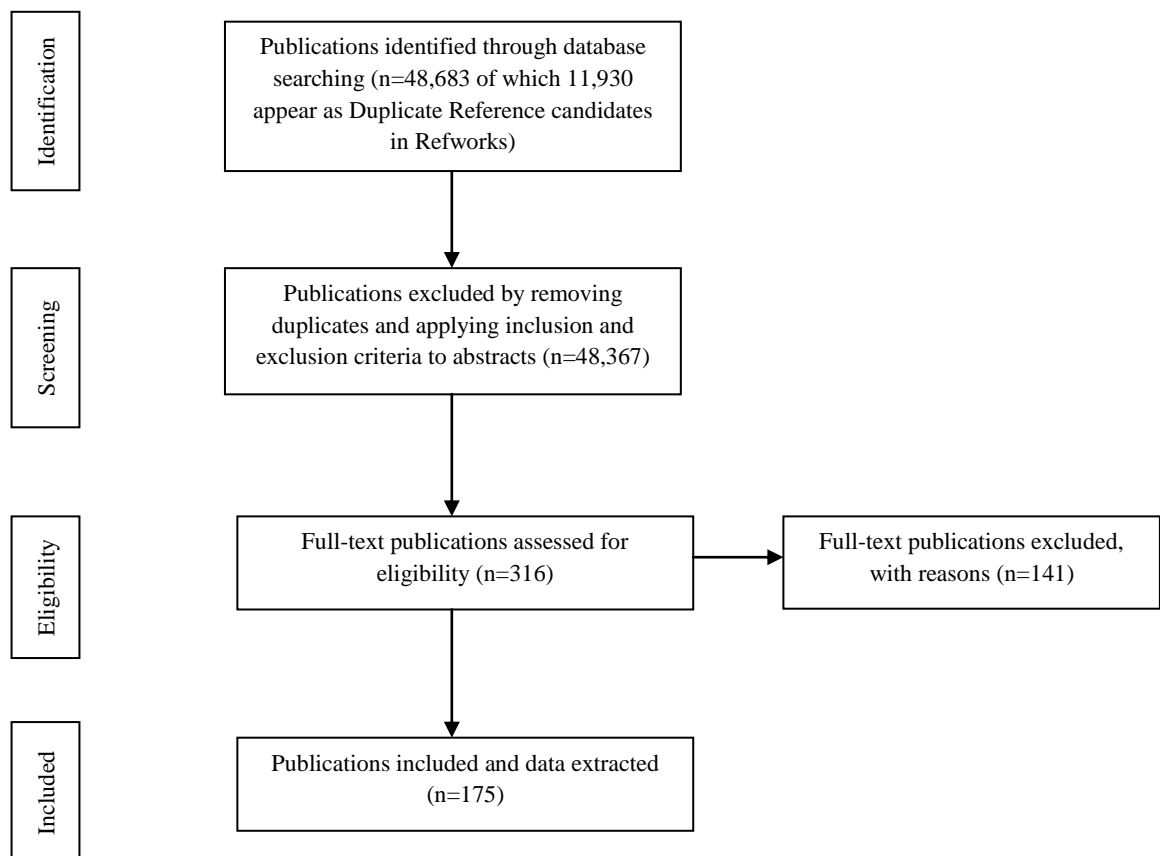 Identification
Publications identified through database
searching (n=48,683 of which 11,930
appear as Duplicate Reference candidates
in Refworks)
Screening
Publications excluded by removing
duplicates and applying inclusion and
exclusion criteria to abstracts (n=48,367)
Eligibility
Full-text publications assessed for
eligibility (n=316)
Full-text publications excluded,
with reasons (n=141)
Included
Publications included and data extracted
(n=175)